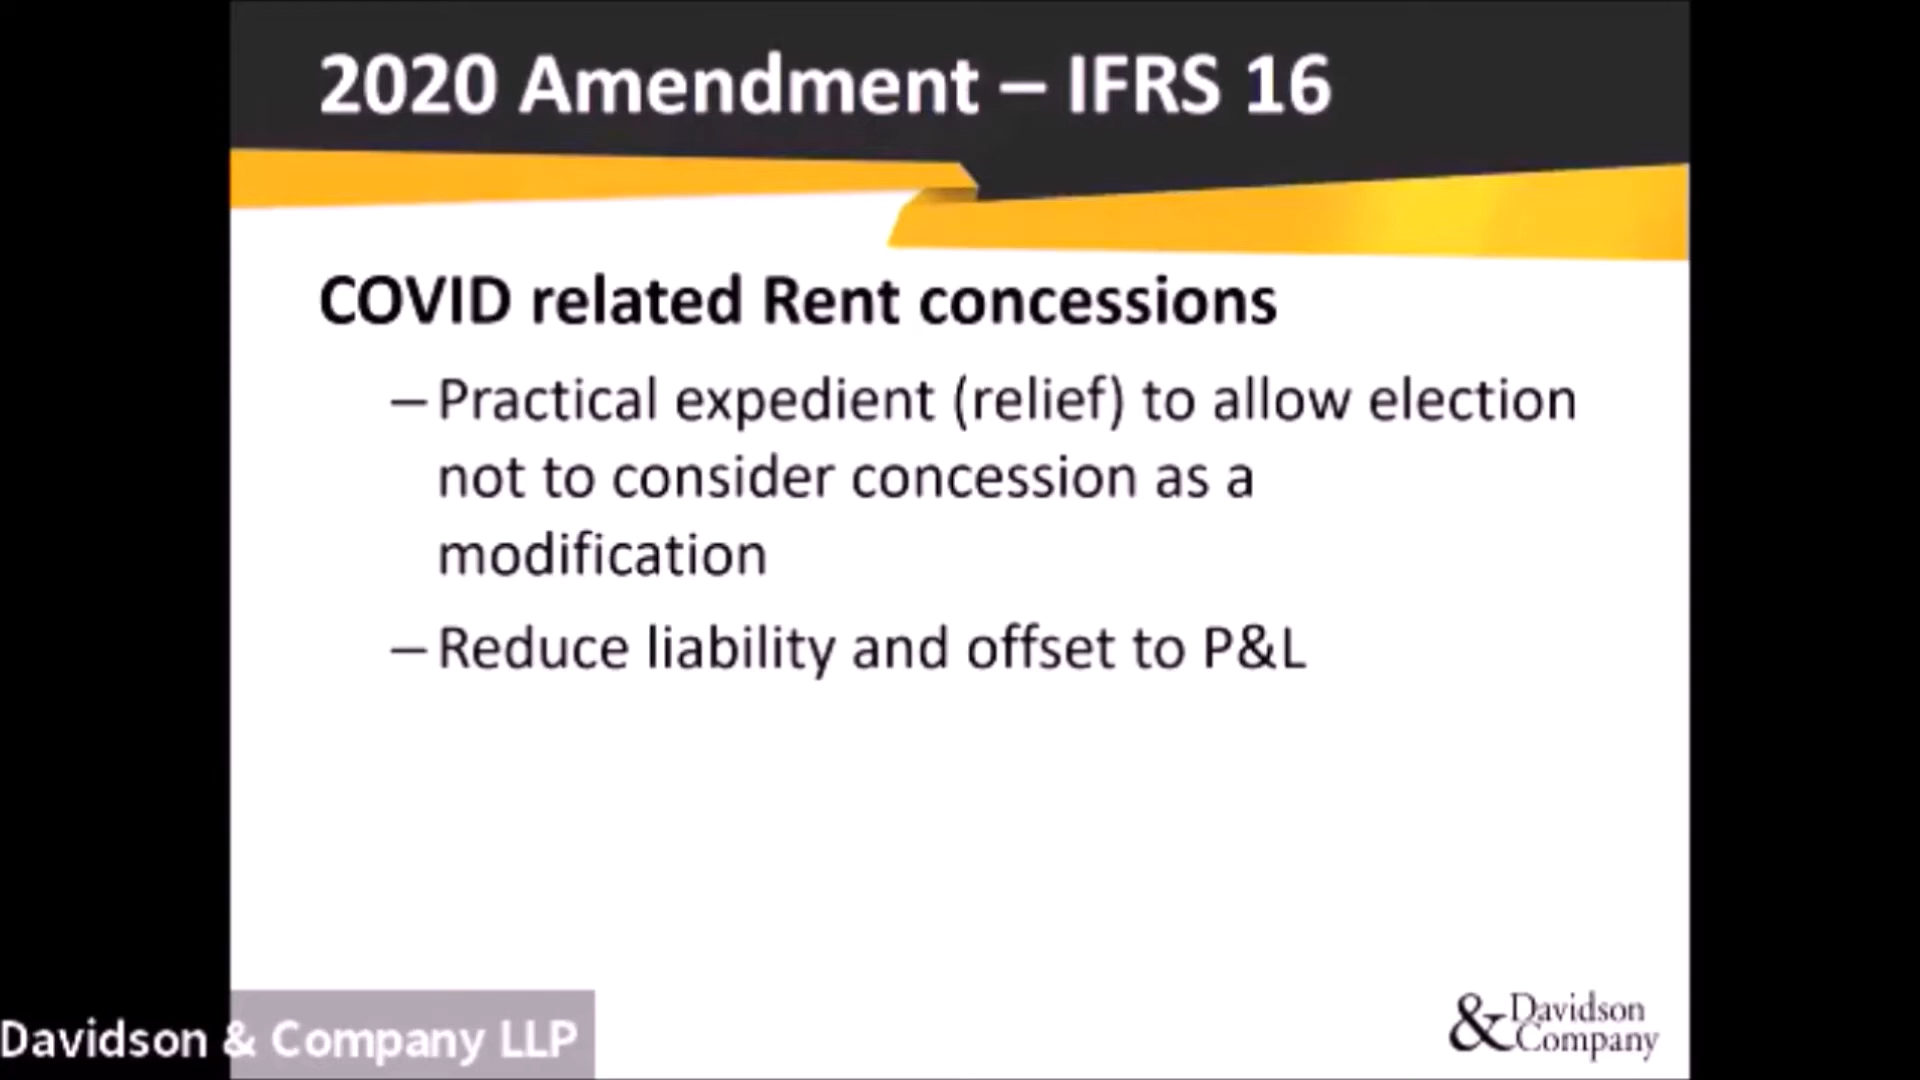 2020 Amendment – IFRS 16
COVID related Rent concessions
– Practical expedient (relief) to allow election
not to consider concession as a
modification
– Reduce liability and offset to P&L
Davidson & Company LLP
& Davidson
Company